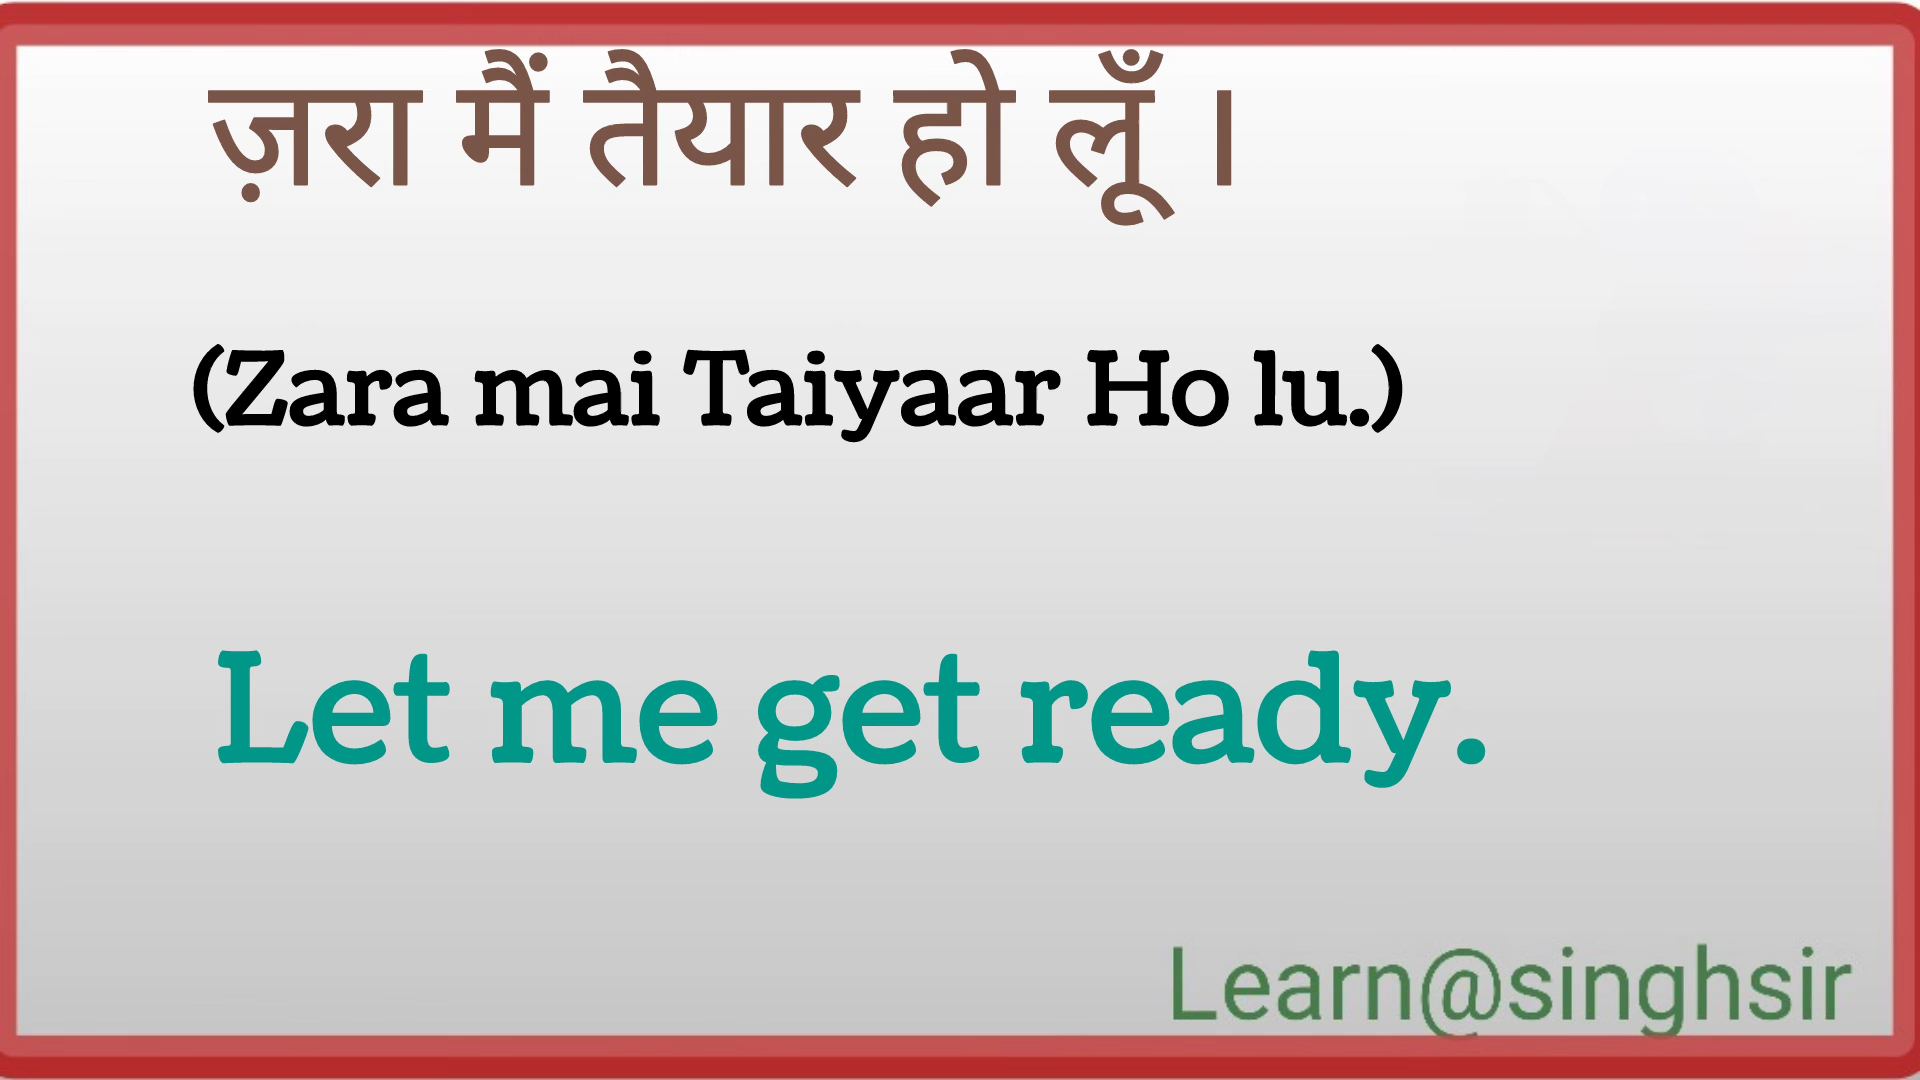 ज़रा मैं तैयार हो लूँ ।
(Zara mai Taiyaar Ho lu.)
Let me get ready.
Learn@singhsir